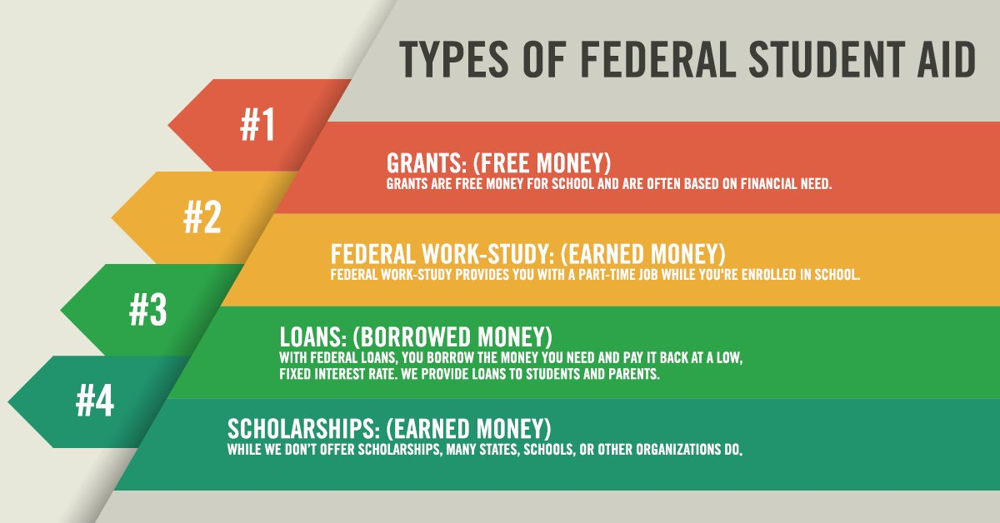 TYPES OF FEDERAL STUDENT AID
#1
GRANTS: (FREE MONEY)
GRANTS ARE FREE MONEY FOR SCHOOL AND ARE OFTEN BASED ON FINANCIAL NEED.
#2
FEDERAL WORK-STUDY: (EARNED MONEY)
FEDERAL WORK-STUDY PROVIDES YOU WITH A PART-TIME JOB WHILE YOU'RE ENROLLED IN SCHOOL.
#3
LOANS: (BORROWED MONEY)
WITH FEDERAL LOANS, YOU BORROW THE MONEY YOU NEED AND PAY IT BACK AT A LOW,
FIXED INTEREST RATE. WE PROVIDE LOANS TO STUDENTS AND PARENTS.
#4
SCHOLARSHIPS: (EARNED MONEY)
WHILE WE DON'T OFFER SCHOLARSHIPS, MANY STATES, SCHOOLS, OR OTHER ORGANIZATIONS DO.